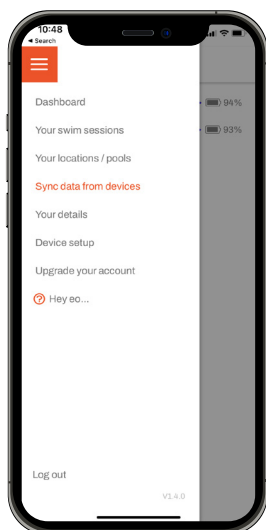 10:48
◂ Search
Dashboard
94%
Your swim sessions
93%
Your locations / pools
Sync data from devices
Your details
Device setup
Upgrade your account
? Hey eo...
Log out
V1.4.0